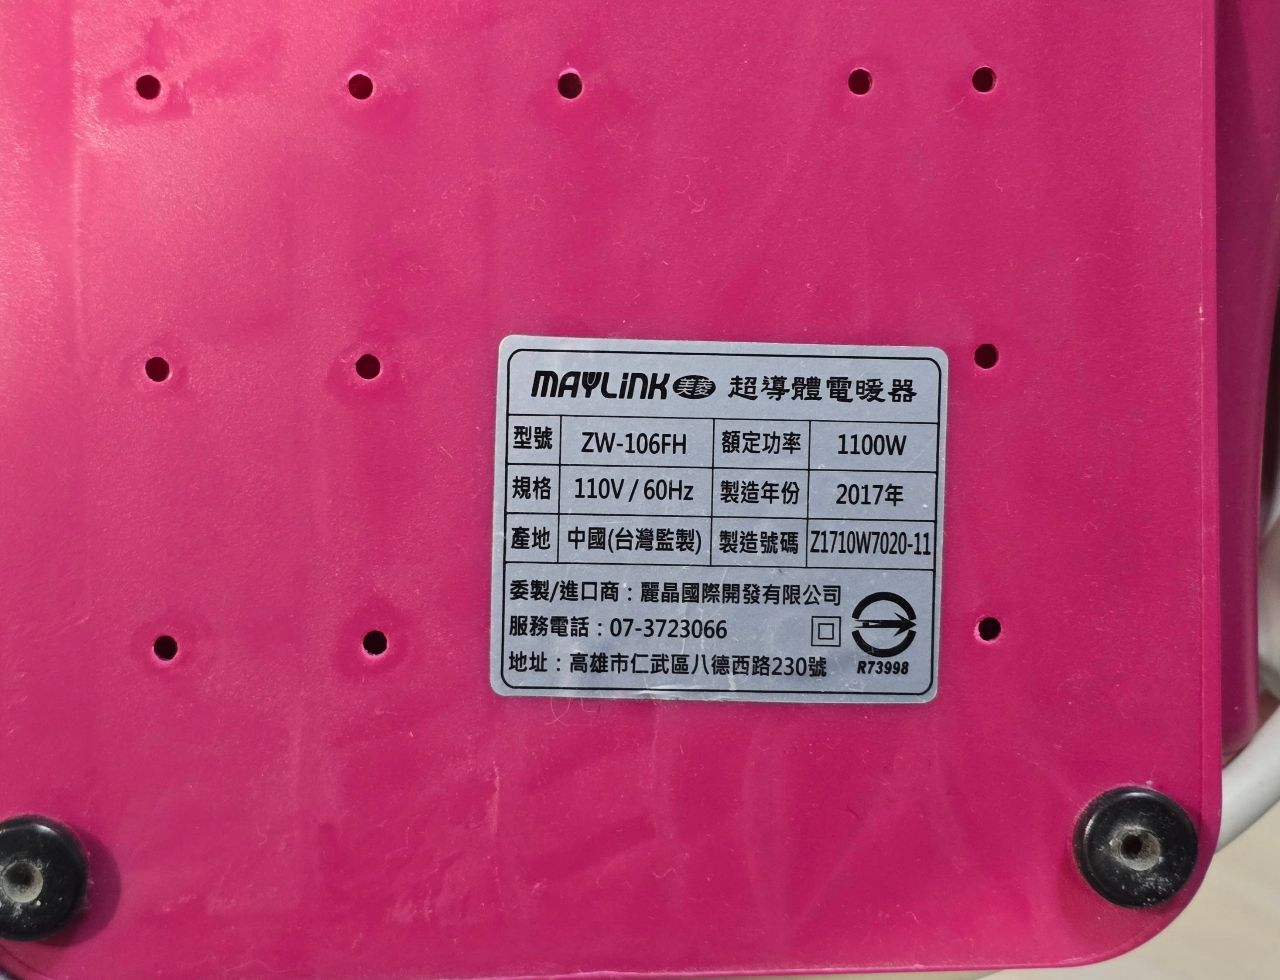 MAYLiNK 美菱 超導體電暖器
型號 ZW-106FH 額定功率 1100W
規格 110V / 60Hz 製造年份 2017年
產地 中國(台灣監製) 製造號碼 Z1710W7020-11
委製/進口商：麗晶國際開發有限公司
服務電話：07-3723066
地址：高雄市仁武區八德西路230號
R73998